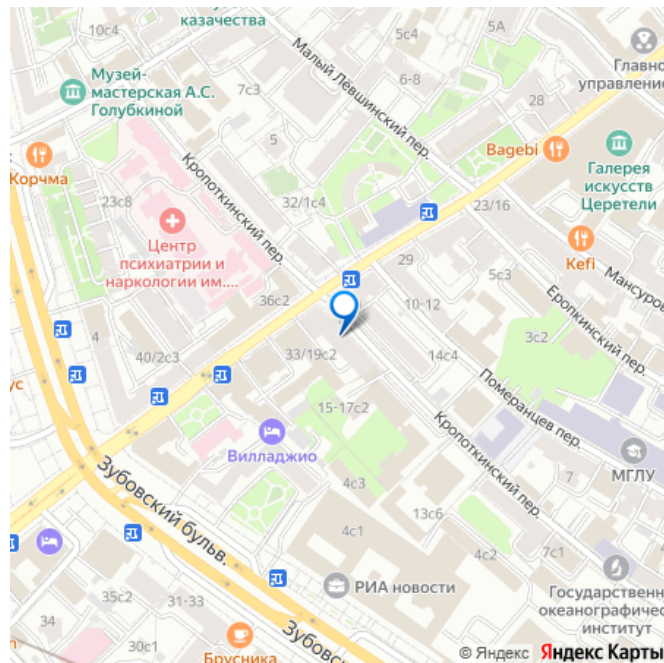 казачества
10с4
5с4
5А
Главно
управление
Музей-
мастерская А.С.
Голубкиной
7с3
6-8
28
Малый Лёвшинский пер.
Bagebi
Галерея
искусств
Церетели
Корчма
5
Кропоткинский пер.
23с8
32/1с4
23/16
Центр
психиатрии и
наркологии им....
Kefi
29
Мансуров
5с3
36с2
10-12
Еропкинский пер.
4
40/2с3
33/19с2
14с4
3с2
ус
15-17с2
Померанцев пер.
Вилладжио
Кропоткинский пер.
МГЛУ
7
Зубовский бульв.
4с3
13с6
4с1
4с2
7с1
РИА новости
Государственн
океанографичес
институт
35с2
31-33
34
30с1
Брусника
Зубовск
© Яндекс Яндекс Карты